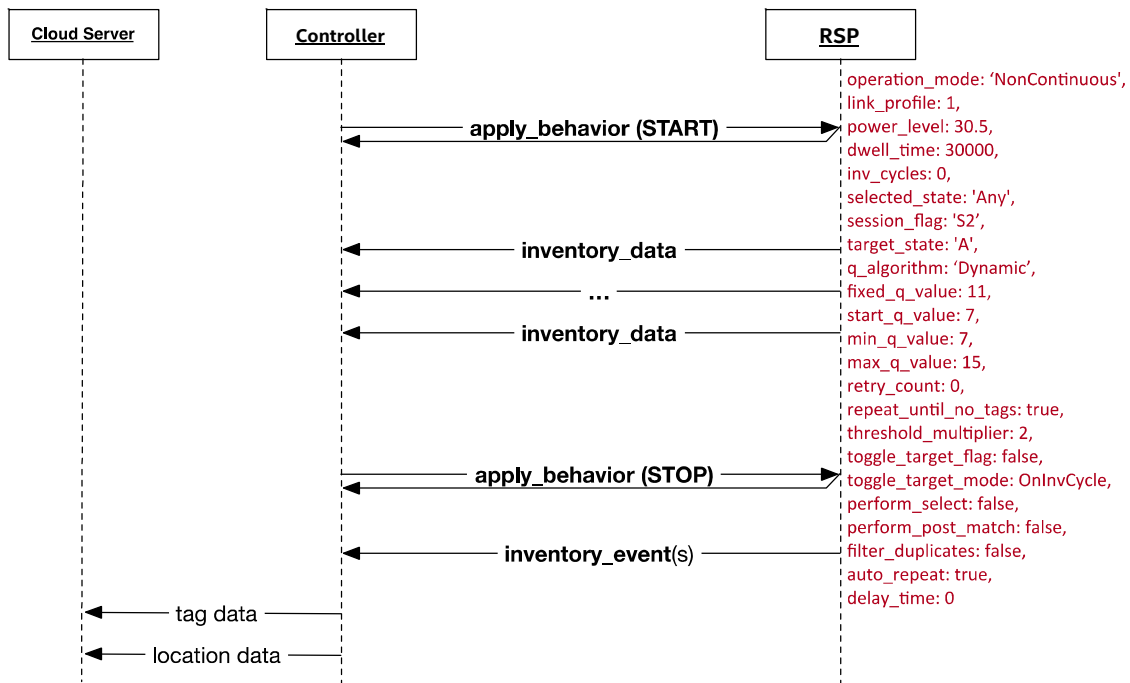 Cloud Server
Controller
RSP
operation_mode: ‘NonContinuous’,
link_profile: 1,
apply_behavior (START)
power_level: 30.5,
dwell_time: 30000,
inv_cycles: 0,
selected_state: 'Any',
session_flag: 'S2’,
inventory_data
target_state: 'A',
q_algorithm: ‘Dynamic’,
...
fixed_q_value: 11,
start_q_value: 7,
inventory_data
min_q_value: 7,
max_q_value: 15,
retry_count: 0,
repeat_until_no_tags: true,
threshold_multiplier: 2,
toggle_target_flag: false,
apply_behavior (STOP)
toggle_target_mode: OnInvCycle,
perform_select: false,
perform_post_match: false,
inventory_event(s)
filter_duplicates: false,
auto_repeat: true,
delay_time: 0
tag data
location data